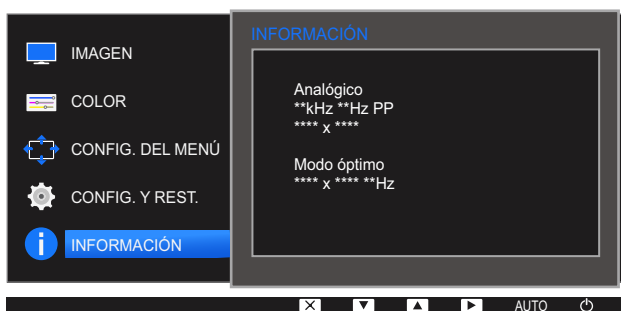 IMAGEN
COLOR
CONFIG. DEL MENÚ
CONFIG. Y REST.
INFORMACIÓN
INFORMACIÓN
Analógico
**kHz **Hz PP
**** x ****
Modo óptimo
**** x **** **Hz
AUTO